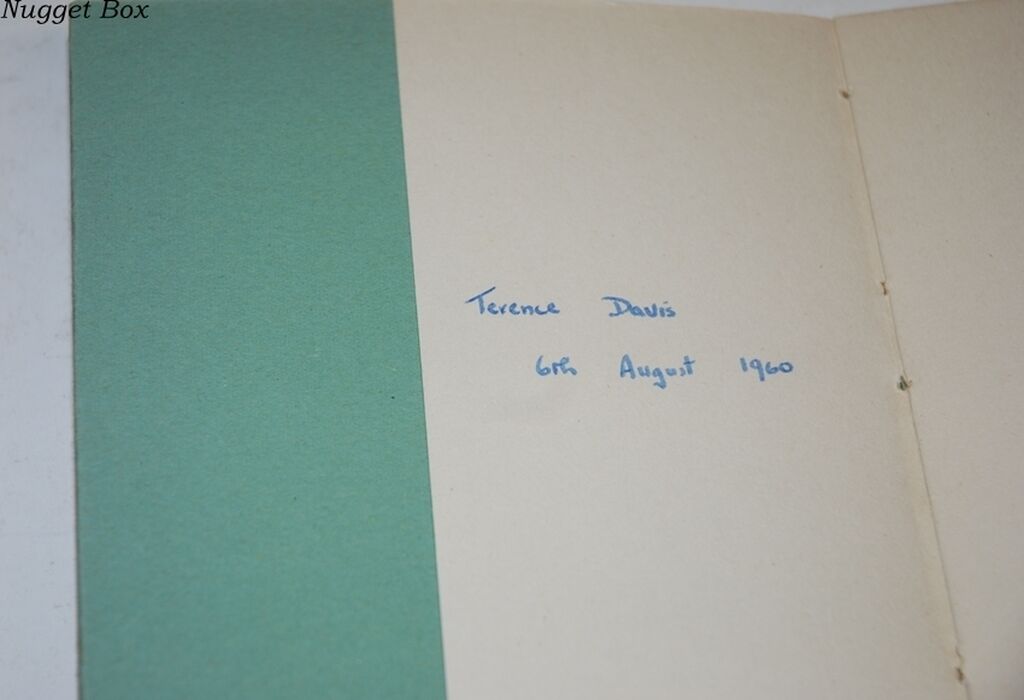 Nugget Box
Terence Davis
6th August 1960